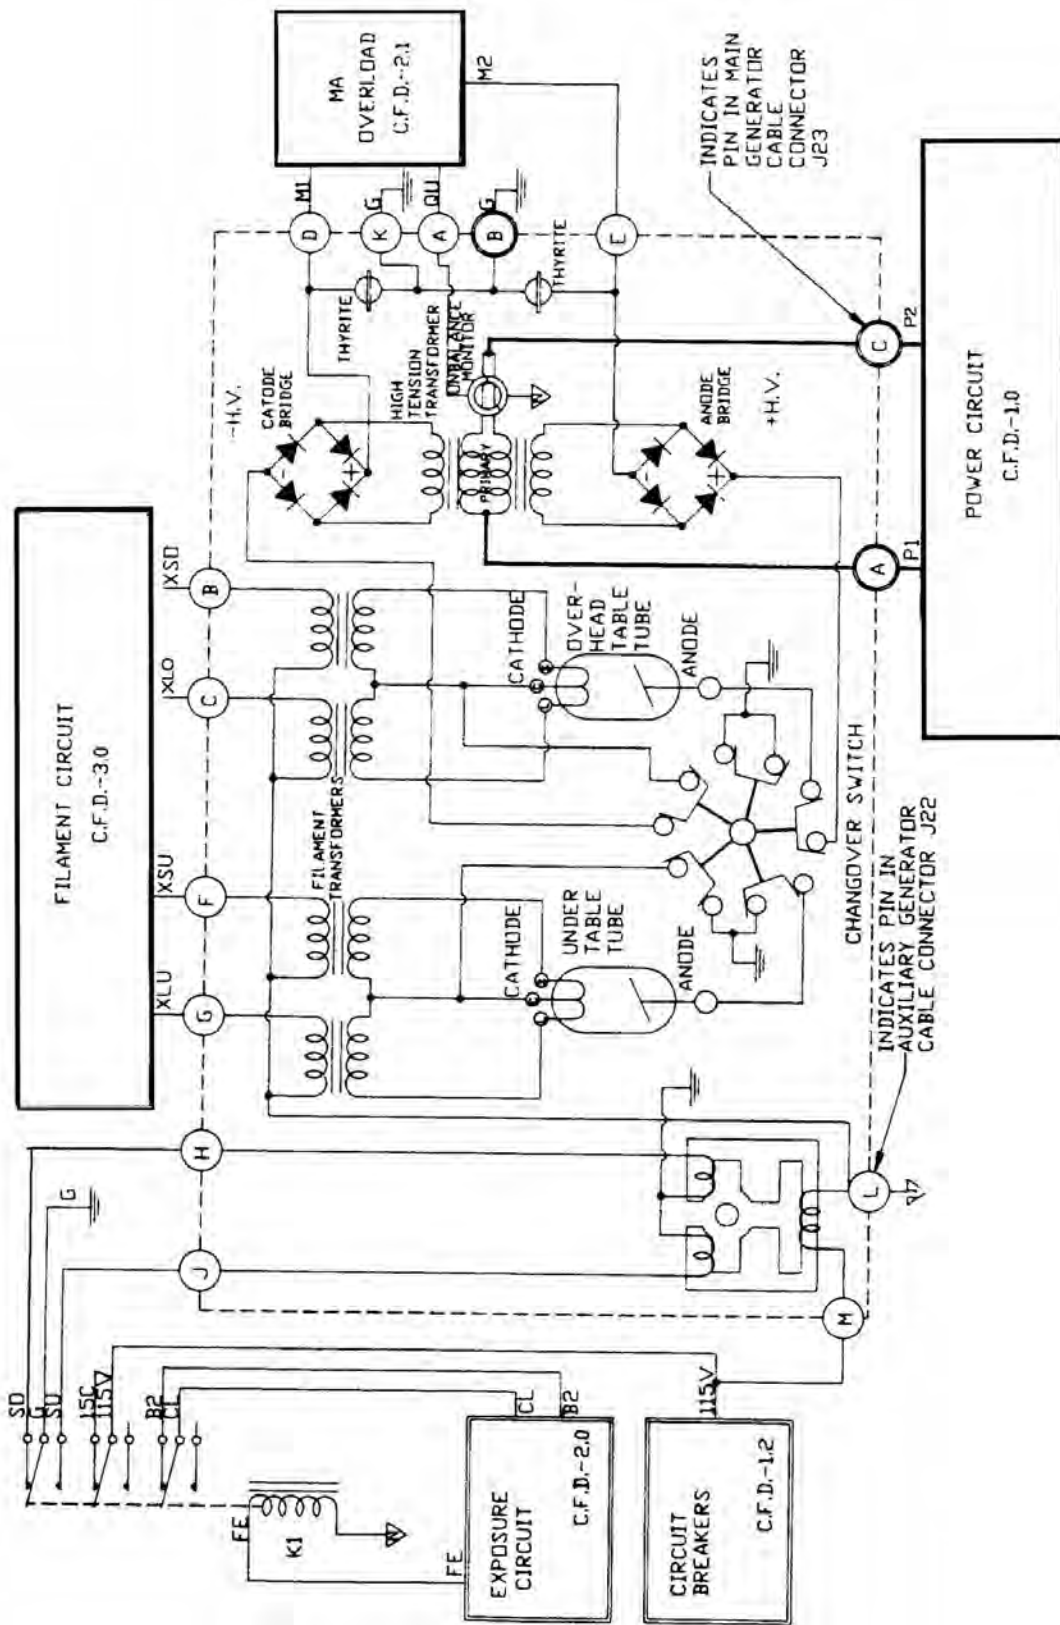 SO
G
SU
15C
115V
B2
CL
FE
K1
FE
EXPOSURE
CIRCUIT
C.F.D.-2.0
CL
B2
CIRCUIT
BREAKERS
C.F.D.-1.2
115V
G
J
H
M
L
FILAMENT CIRCUIT
C.F.D.-3.0
XLU
XSU
XLO
XSO
G
F
C
B
FILAMENT
TRANSFORMERS
CATHODE
C
UNDER
TABLE
TUBE
ANODE
CATHODE
C
OVER-
HEAD
TABLE
TUBE
ANODE
CHANGOVER SWITCH
INDICATES PIN IN
AUXILIARY GENERATOR
CABLE CONNECTOR J22
-H.V.
CATODE
BRIDGE
-
+
THYRITE
HIGH
TENSION
TRANSFORMER
UNBALANCE
MONITOR
PRIMARY
THYRITE
ANODE
BRIDGE
-
+
+H.V.
MA
OVERLOAD
C.F.D.-2.1
M1
G
QU
G
M2
D
K
A
B
E
INDICATES
PIN IN MAIN
GENERATOR
CABLE
CONNECTOR
J23
A
P1
C
P2
POWER CIRCUIT
C.F.D.-1.0